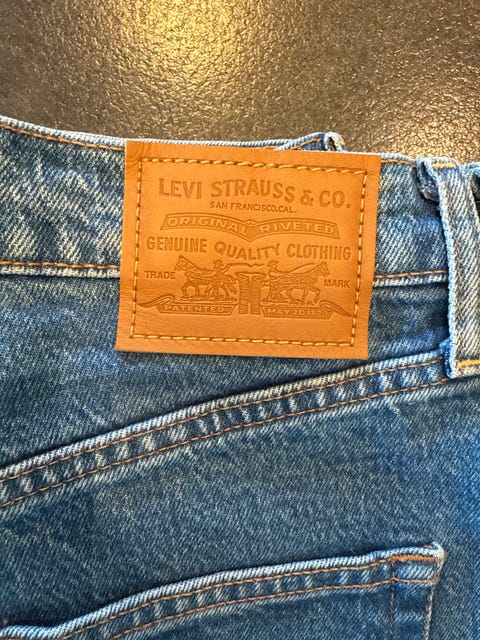 LEVI STRAUSS & CO.
SAN FRANCISCO, CAL.
ORIGINAL RIVETED
GENUINE QUALITY CLOTHING
TRADE MARK
PATENTED MAY 20 1873